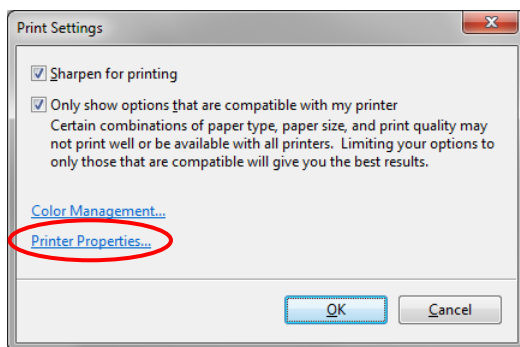 Print Settings
Sharpen for printing
Only show options that are compatible with my printer
Certain combinations of paper type, paper size, and print quality may
not print well or be available with all printers. Limiting your options to
only those that are compatible will give you the best results.
Color Management...
Printer Properties...
OK
Cancel